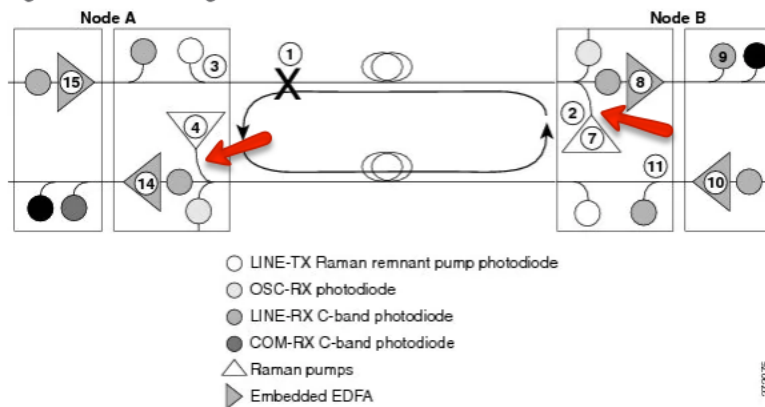 Node A
Node B
1
15
3
9
8
4
2
7
14
11
10
LINE-TX Raman remnant pump photodiode
OSC-RX photodiode
LINE-RX C-band photodiode
COM-RX C-band photodiode
Raman pumps
Embedded EDFA